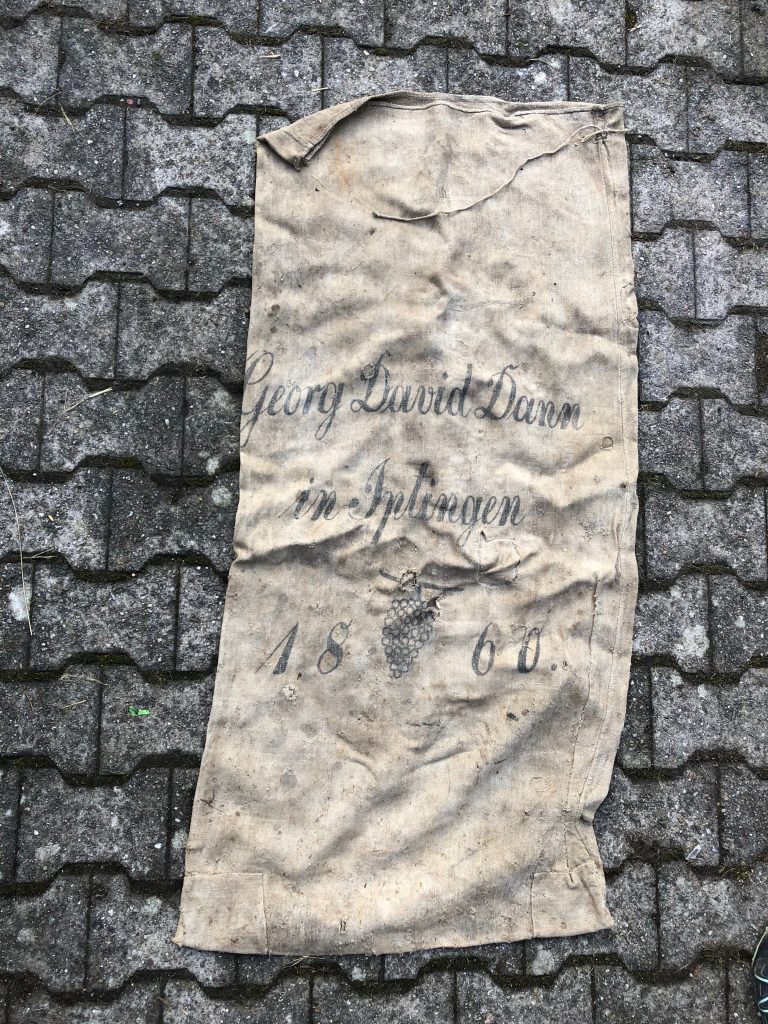 Georg David Dann
in Iptingen
1860.